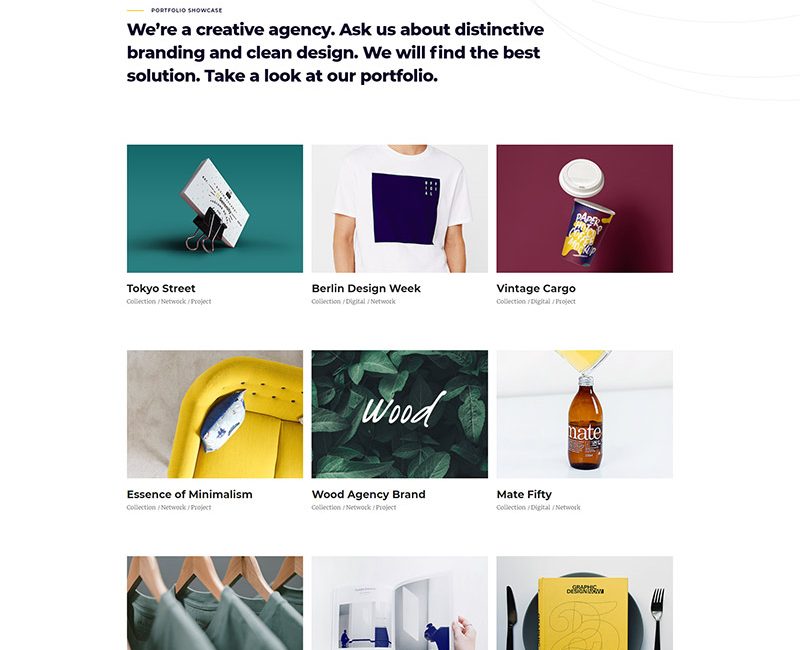 PORTFOLIO SHOWCASE
We’re a creative agency. Ask us about distinctive
branding and clean design. We will find the best
solution. Take a look at our portfolio.
Tokyo Street
Collection / Network / Project
Berlin Design Week
Collection / Digital / Network
PAPER
Vintage Cargo
Collection / Digital / Project
Essence of Minimalism
Collection / Network / Project
Wood
Wood Agency Brand
Collection / Network / Project
mate
Mate Fifty
Collection / Digital / Network
GRAPHIC